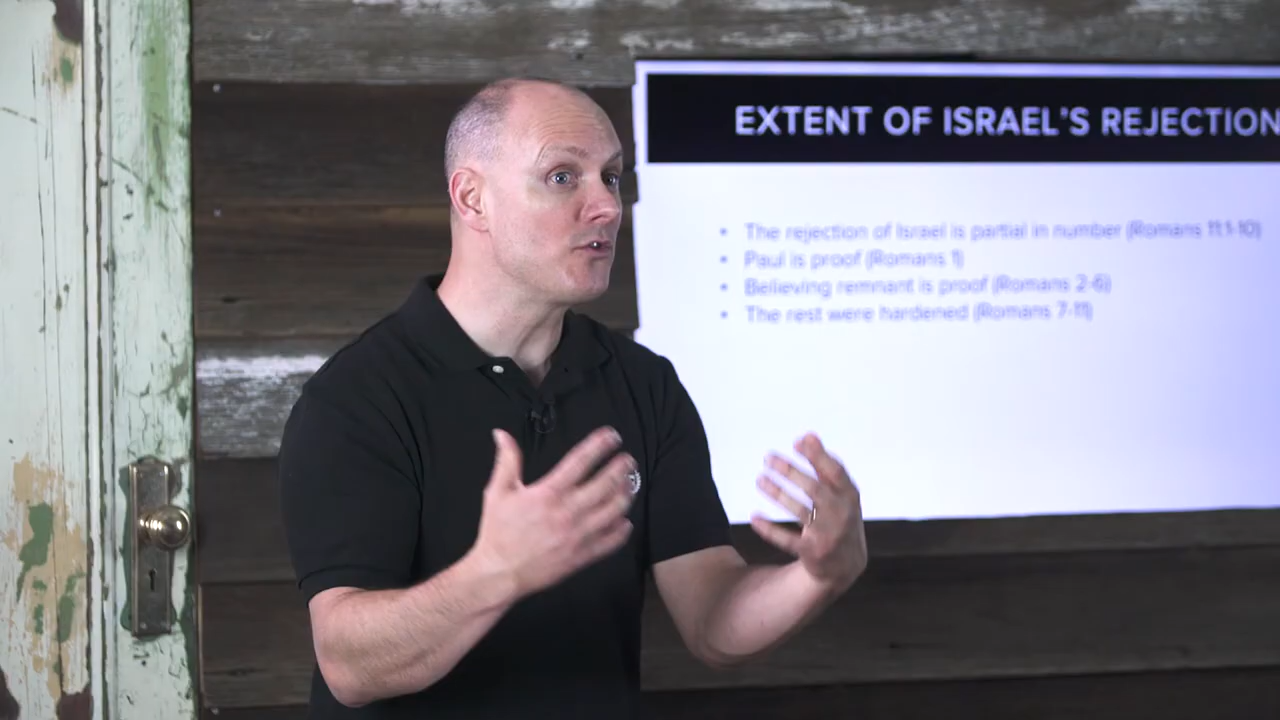 EXTENT OF ISRAEL'S REJECTION
• The rejection of Israel is partial in number (Romans 11:1-10)
• Paul is proof (Romans 1)
• Believing remnant is proof (Romans 2-6)
• The rest were hardened (Romans 7-11)